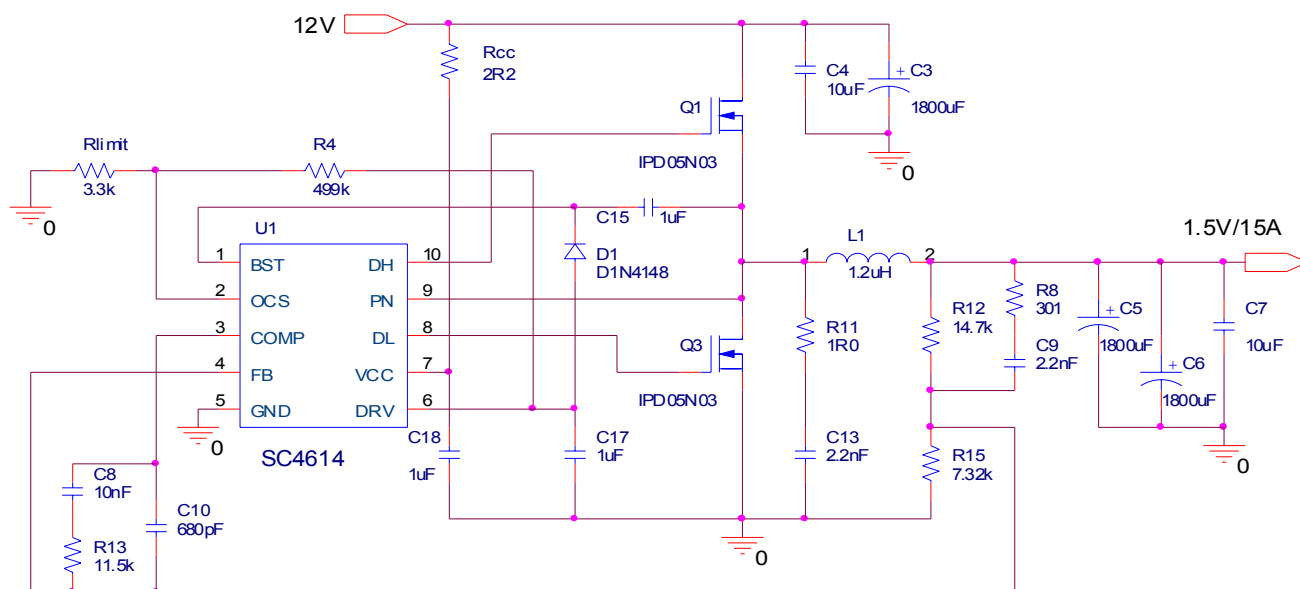 12V
Rcc
2R2
C4
10uF
+
C3
1800uF
Q1
IPD05N03
0
Rlimit
3.3k
R4
499k
0
C15
1uF
U1
D1
D1N4148
1
BST
DH
10
2
OCS
PN
9
3
COMP
DL
8
4
FB
VCC
7
5
GND
DRV
6
0
SC4614
1
L1
2
1.2uH
1.5V/15A
R11
1R0
R12
14.7k
R8
301
C9
2.2nF
+
C5
1800uF
+
C6
1800uF
C7
10uF
0
Q3
IPD05N03
C18
1uF
C17
1uF
C13
2.2nF
R15
7.32k
0
C8
10nF
C10
680pF
R13
11.5k